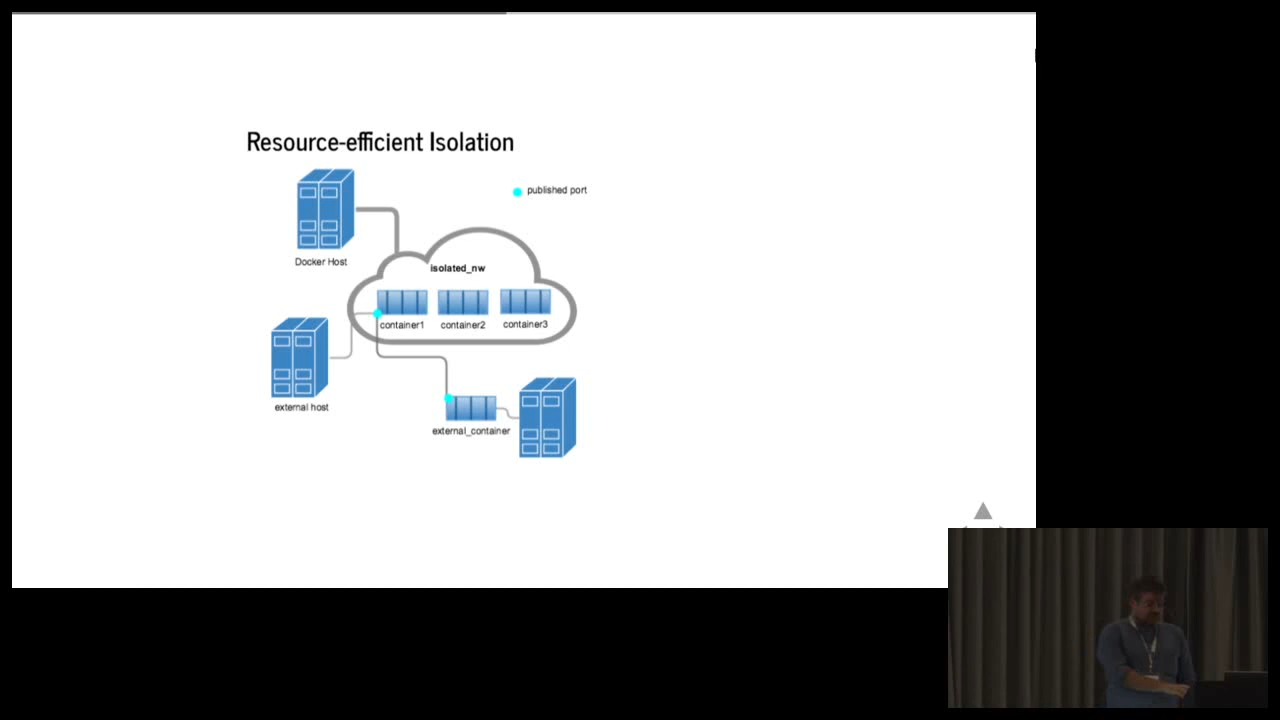 Resource-efficient Isolation
published port
Docker Host
isolated_nw
container1
container2
container3
external host
external_container